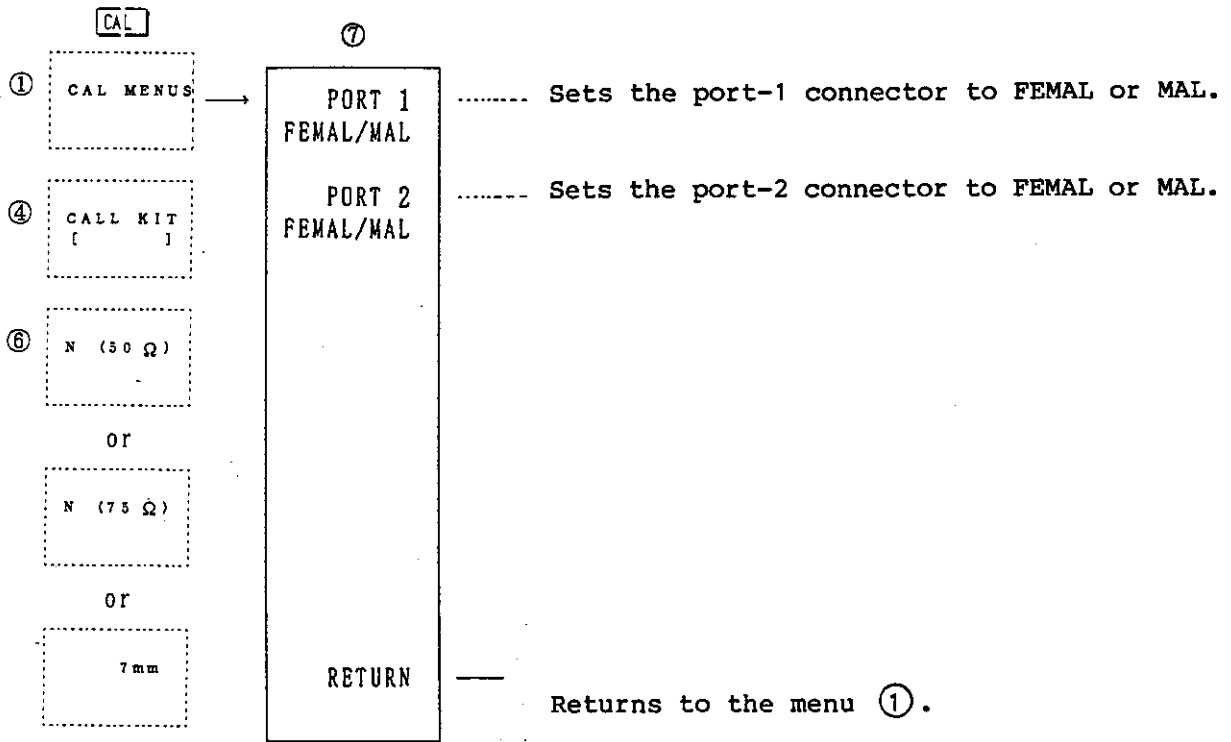 CAL
⑦
① CAL MENUS → PORT 1 ........ Sets the port-1 connector to FEMAL or MAL.
FEMAL/MAL
PORT 2 ....... Sets the port-2 connector to FEMAL or MAL.
④ CALL KIT FEMAL/MAL
[ ]
⑥ N (50 Ω)
or
N (75 Ω)
or
7mm RETURN —
Returns to the menu ①.